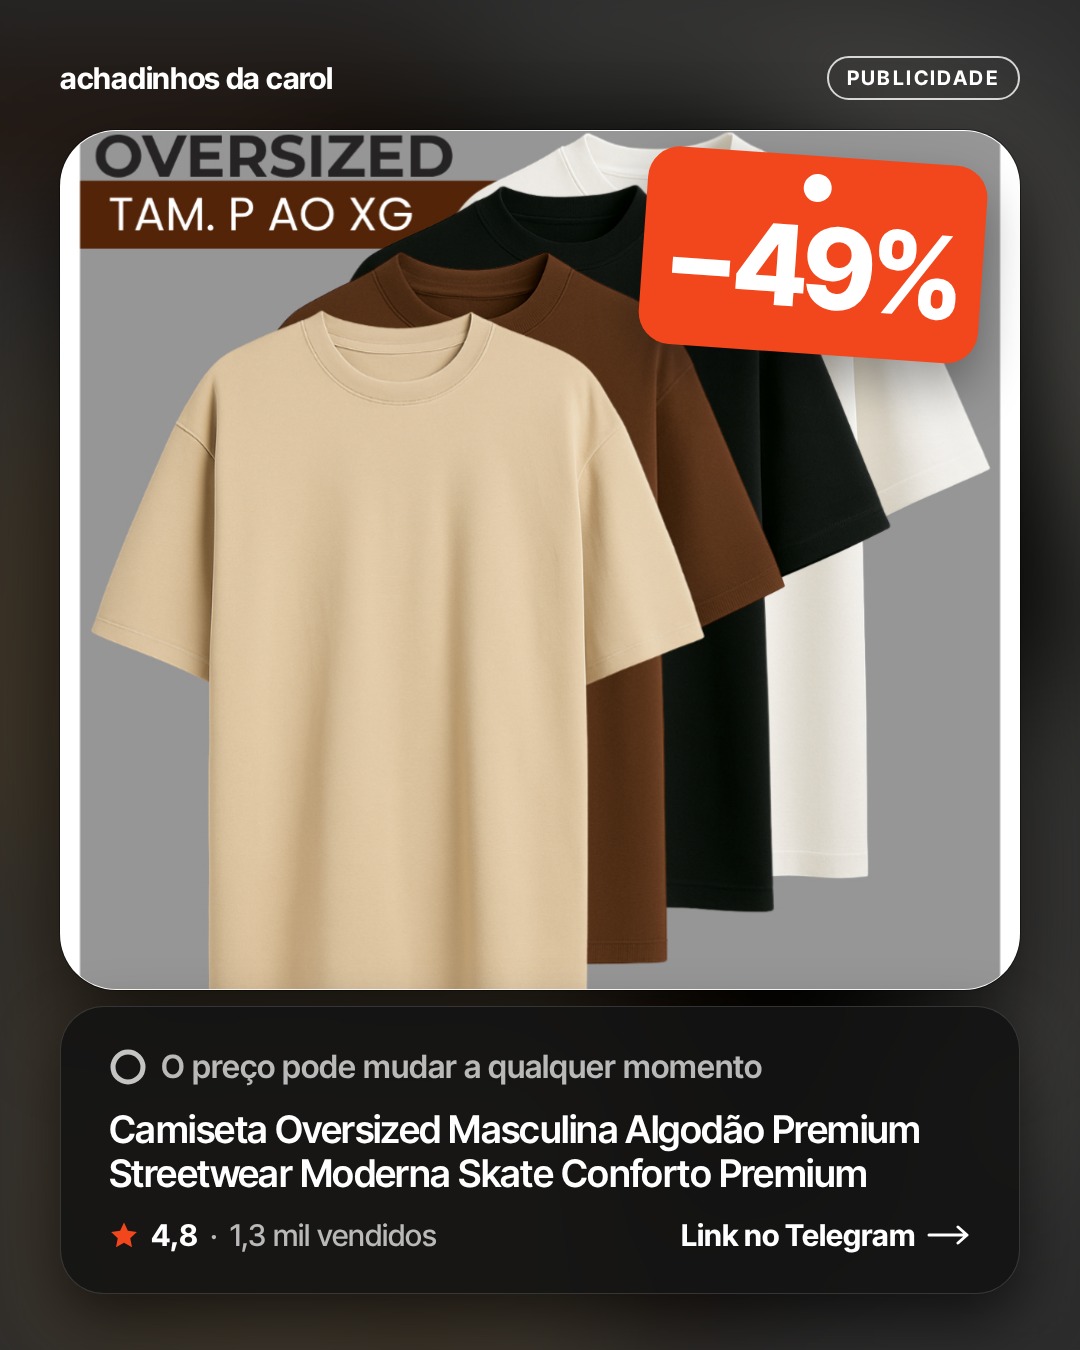 achadinhos da carol
PUBLICIDADE
OVERSIZED
TAM. P AO XG
–49%
O preço pode mudar a qualquer momento
Camiseta Oversized Masculina Algodão Premium
Streetwear Moderna Skate Conforto Premium
4,8 · 1,3 mil vendidos
Link no Telegram →